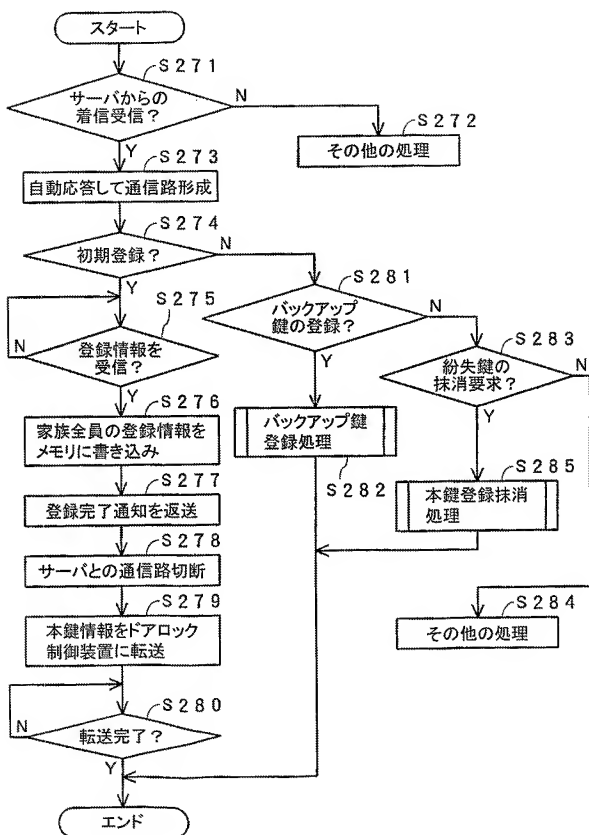 スタート
S271
サーバからの
着信受信？
N
Y
S272
その他の処理
S273
自動応答して通信路形成
S274
初期登録？
N
Y
S275
登録情報を
受信？
N
Y
S276
家族全員の登録情報を
メモリに書き込み
S277
登録完了通知を返送
S278
サーバとの通信路切断
S279
本鍵情報をドアロック
制御装置に転送
S280
転送完了？
N
Y
エンド
S281
バックアップ
鍵の登録？
N
Y
バックアップ鍵
登録処理
S282
S283
紛失鍵の
抹消要求？
N
Y
S285
本鍵登録抹消
処理
S284
その他の処理